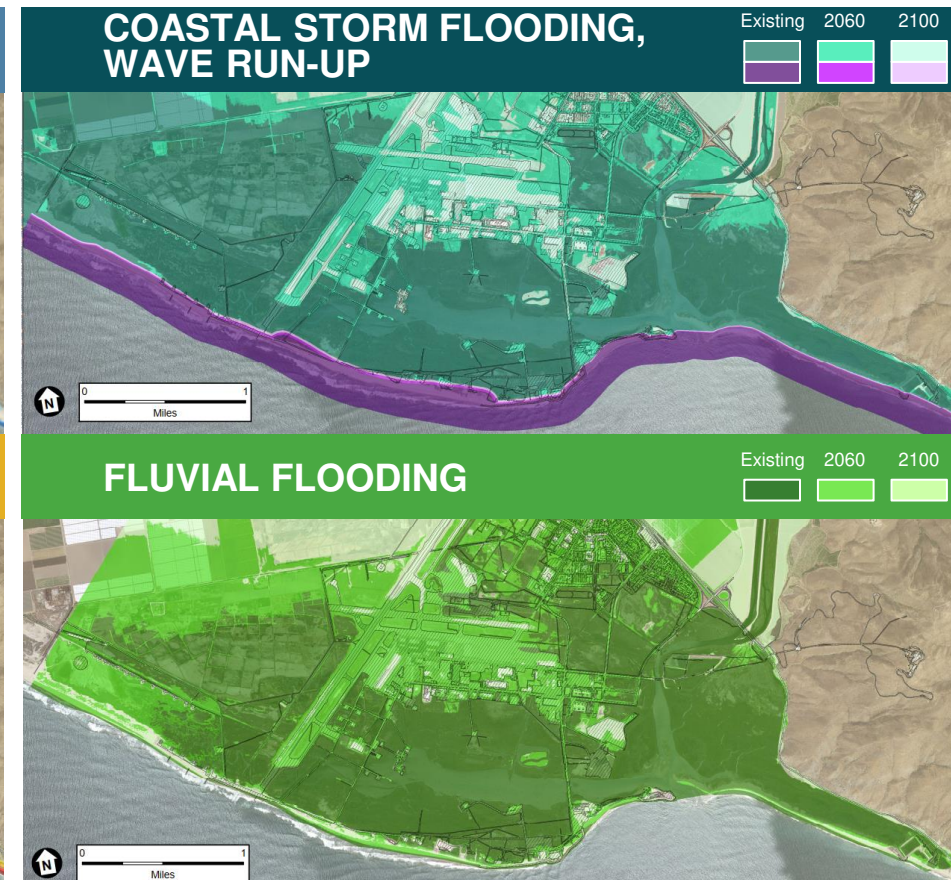 COASTAL STORM FLOODING,
WAVE RUN-UP
Existing 2060 2100
N
0 1
Miles
FLUVIAL FLOODING
Existing 2060 2100
N
0 1
Miles